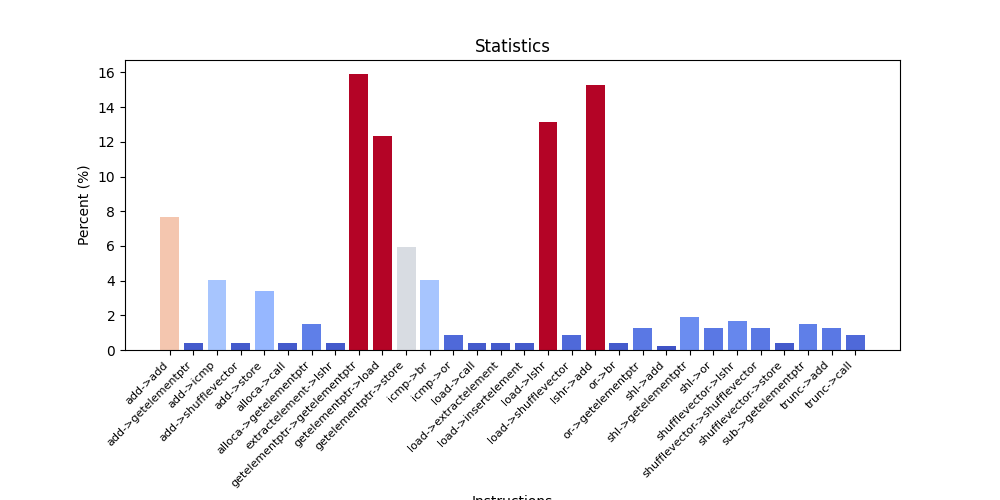 Statistics
Percent (%)
16
14
12
10
8
6
4
2
0
add->add
add->getelementptr
add->icmp
add->shufflevector
add->store
alloca->call
alloca->getelementptr
extractelement->lshr
getelementptr->getelementptr
getelementptr->load
getelementptr->store
icmp->br
icmp->or
load->call
load->extractelement
load->insertelement
load->lshr
load->shufflevector
lshr->add
or->br
or->getelementptr
shl->add
shl->getelementptr
shl->or
shufflevector->lshr
shufflevector->shufflevector
shufflevector->store
sub->getelementptr
trunc->add
trunc->call
Instructions